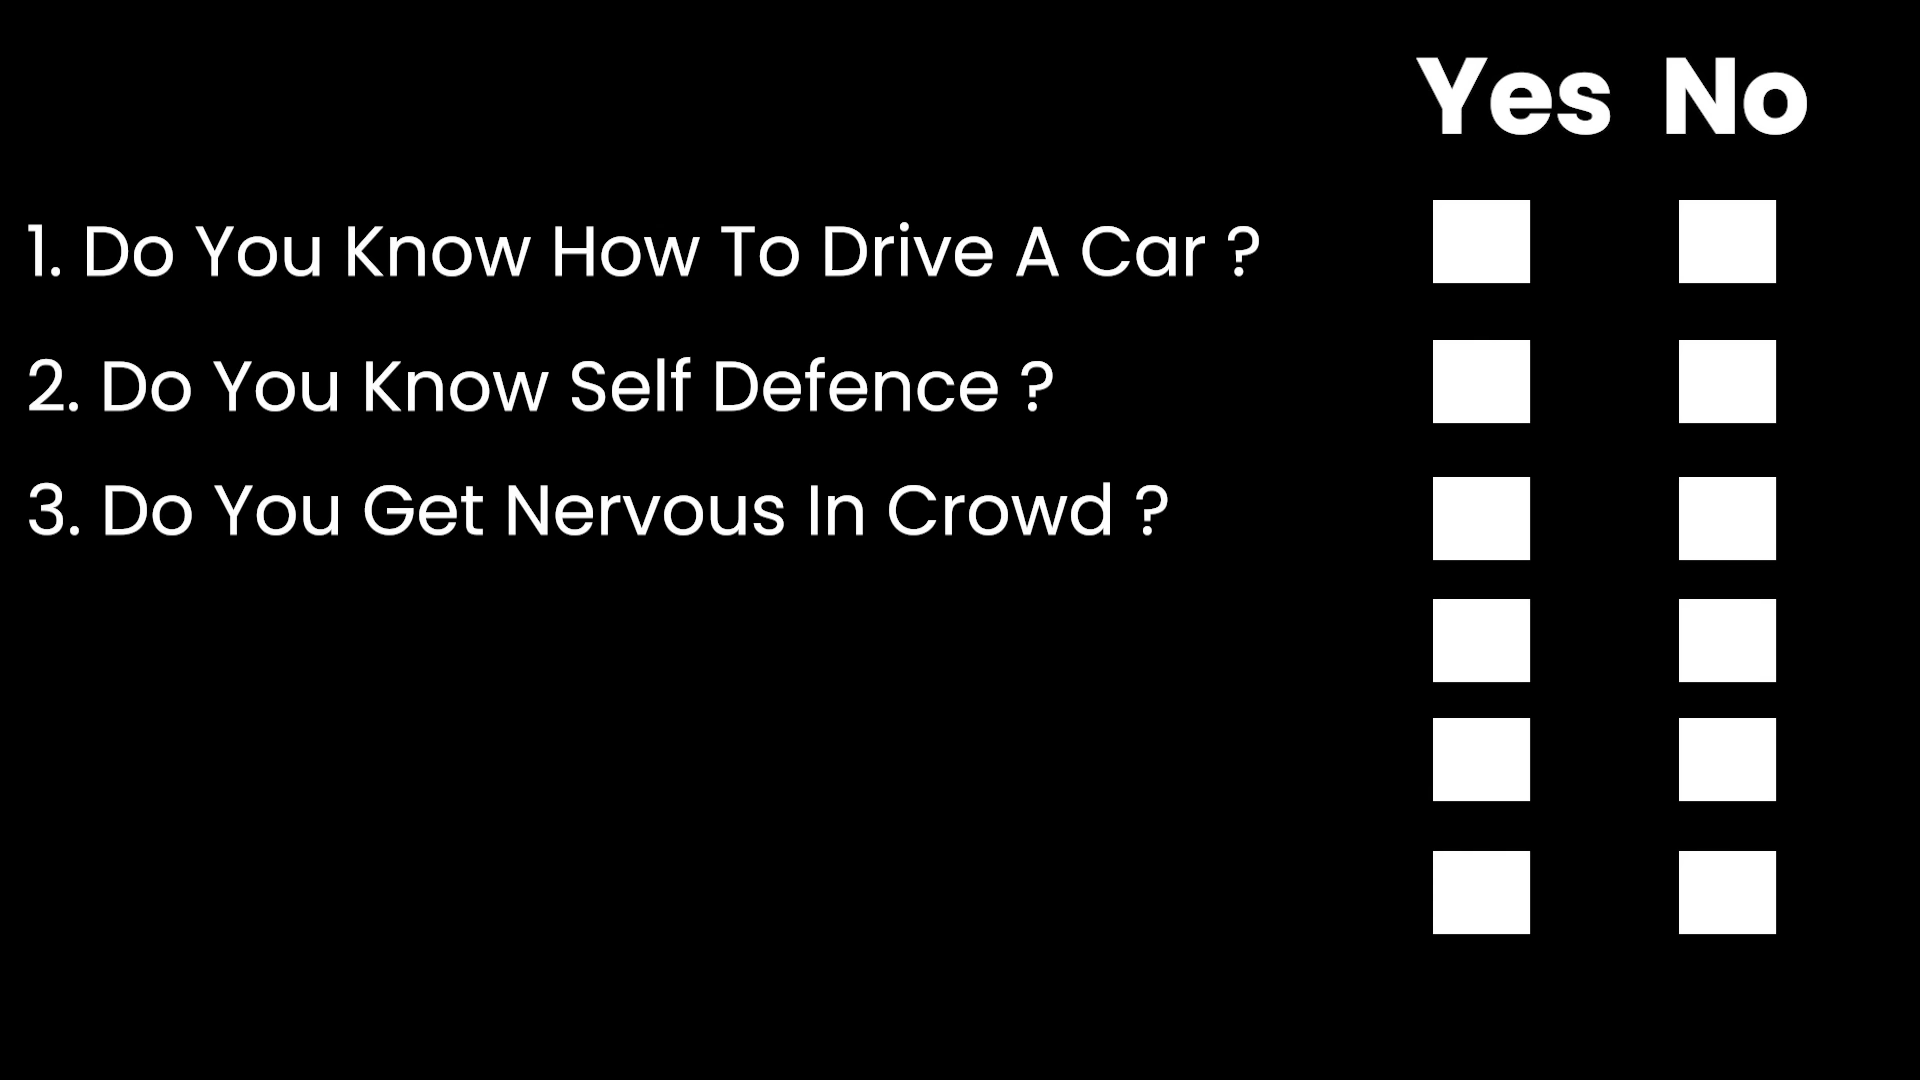 Yes No
1. Do You Know How To Drive A Car ?
2. Do You Know Self Defence ?
3. Do You Get Nervous In Crowd ?